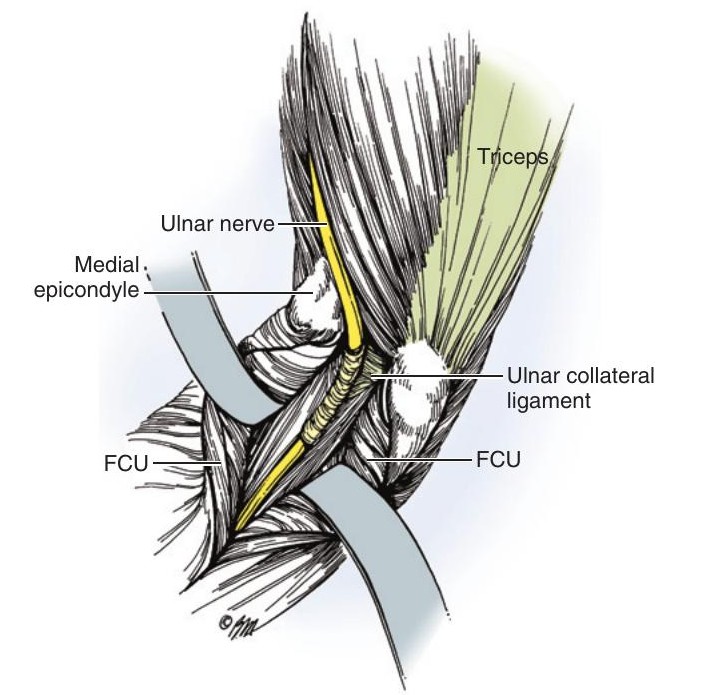 Triceps
Ulnar nerve
Medial
epicondyle
Ulnar collateral
ligament
FCU
FCU
©